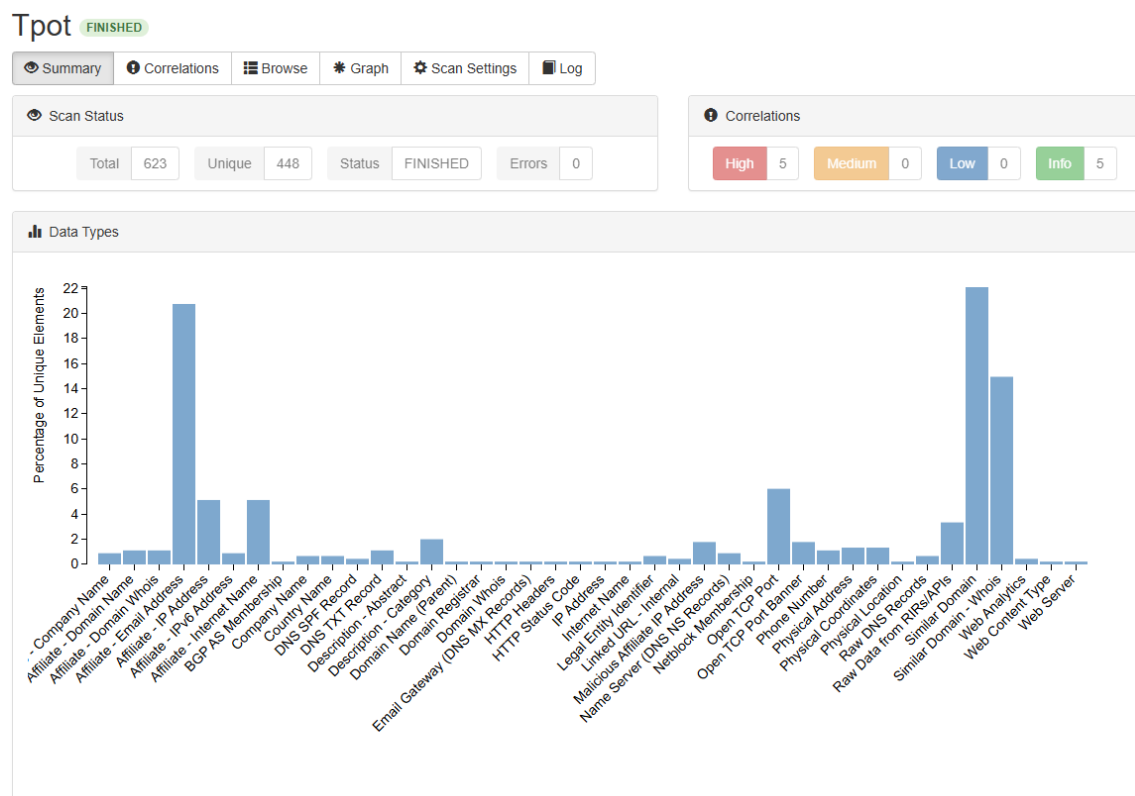 Tpot FINISHED
Summary Correlations Browse Graph Scan Settings Log
Scan Status
Total 623 Unique 448 Status FINISHED Errors 0
Correlations
High 5 Medium 0 Low 0 Info 5
Data Types
Percentage of Unique Elements
22
20
18
16
14
12
10
8
6
4
2
0
- Company Name
Affiliate - Domain Name
Affiliate - Domain Whois
Affiliate - Email Address
Affiliate - IP Address
Affiliate - IPv6 Address
Affiliate - Internet Name
BGP AS Membership
Company Name
Country Name
DNS SPF Record
DNS TXT Record
Description - Abstract
Description - Category
Domain Name (Parent)
Domain Registrar
Domain Whois
Email Gateway (DNS MX Records)
HTTP Headers
HTTP Status Code
IP Address
Internet Name
Legal Entity Identifier
Linked URL - Internal
Malicious Affiliate IP Address
Name Server (DNS NS Records)
Netblock Membership
Open TCP Port
Open TCP Port Banner
Phone Number
Physical Address
Physical Coordinates
Physical Location
Raw DNS Records
Raw Data from RIRs/APIs
Similar Domain
Similar Domain - Whois
Web Analytics
Web Content Type
Web Server